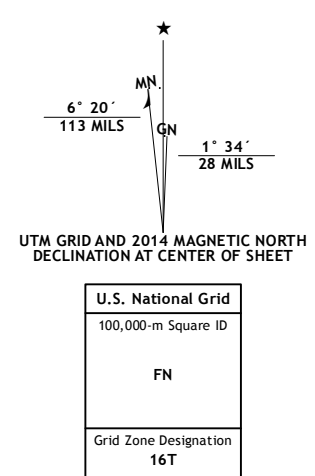 ★
MN
6° 20´
113 MILS
GN
1° 34´
28 MILS
UTM GRID AND 2014 MAGNETIC NORTH
DECLINATION AT CENTER OF SHEET
U.S. National Grid
100,000-m Square ID
FN
Grid Zone Designation
16T